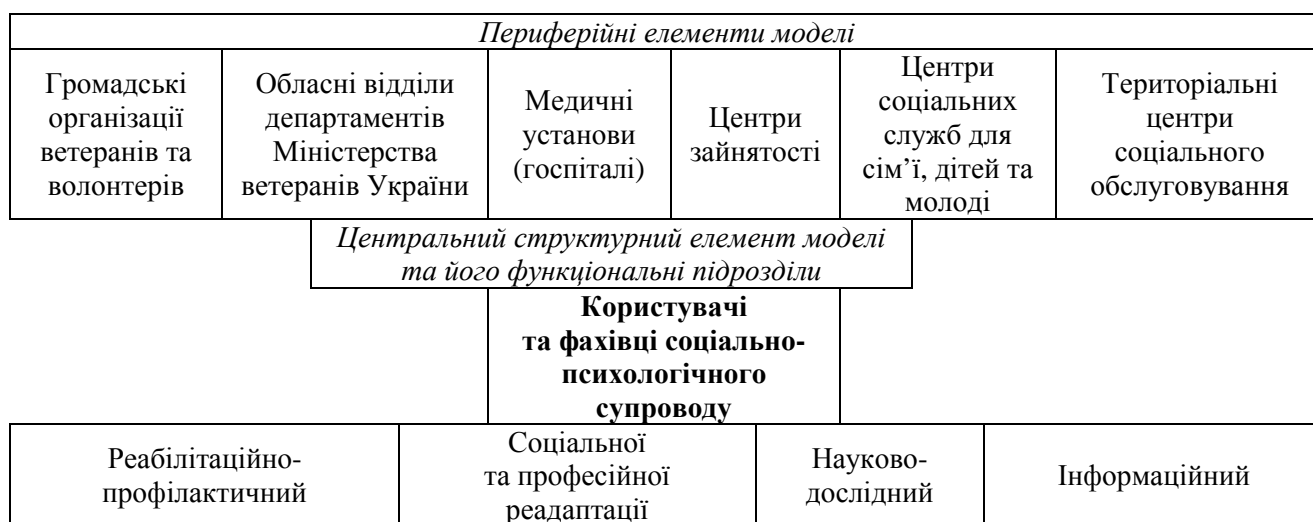 Периферійні елементи моделі
Громадські
організації
ветеранів та
волонтерів
Обласні відділи
департаментів
Міністерства
ветеранів України
Медичні
установи
(госпіталі)
Центри
зайнятості
Центри
соціальних
служб для
сім’ї, дітей та
молоді
Територіальні
центри
соціального
обслуговування
Центральний структурний елемент моделі
та його функціональні підрозділи
Користувачі
та фахівці соціально-
психологічного
супроводу
Реабілітаційно-
профілактичний
Соціальної
та професійної
реадаптації
Науково-
дослідний
Інформаційний